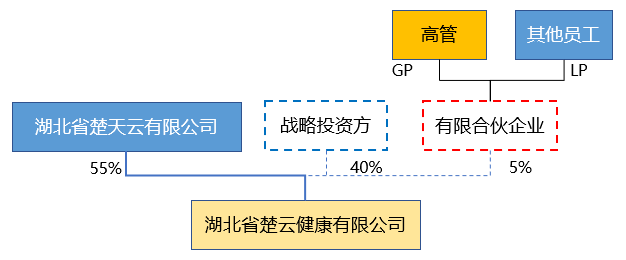 高管
其他员工
GP
LP
湖北省楚天云有限公司
战略投资方
有限合伙企业
55%
40%
5%
湖北省楚云健康有限公司